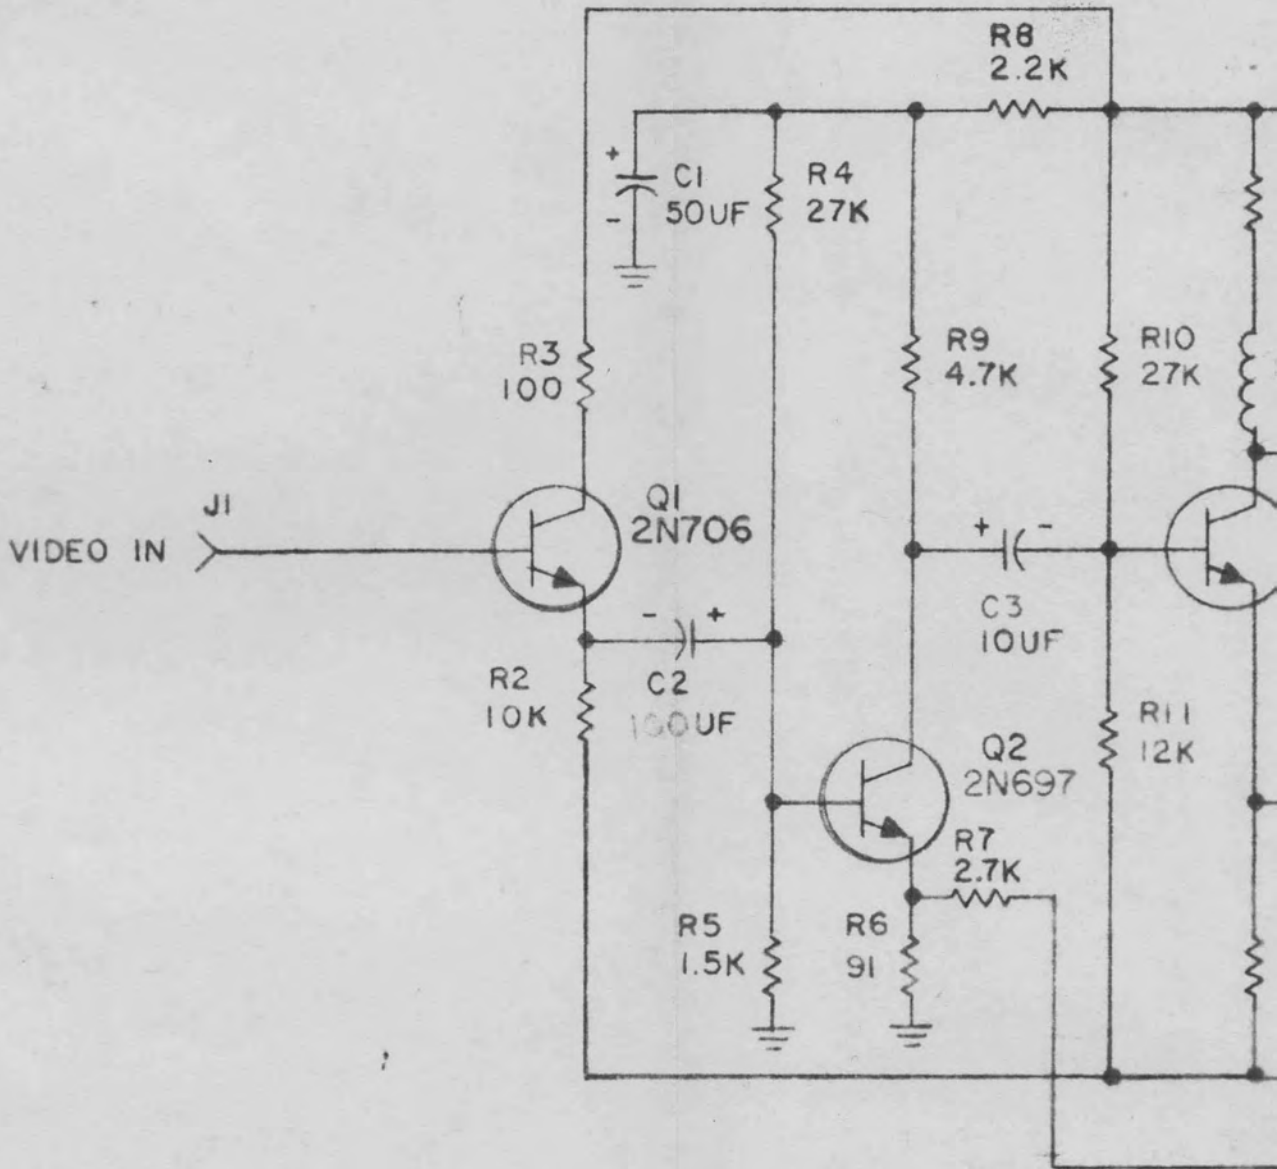 R8
2.2K
+
C1
50UF
-
R4
27K
R3
100
R9
4.7K
R10
27K
J1
VIDEO IN
Q1
2N706
+ -
C3
10UF
- +
R2
10K
C2
100UF
R11
12K
Q2
2N697
R7
2.7K
R5
1.5K
R6
91